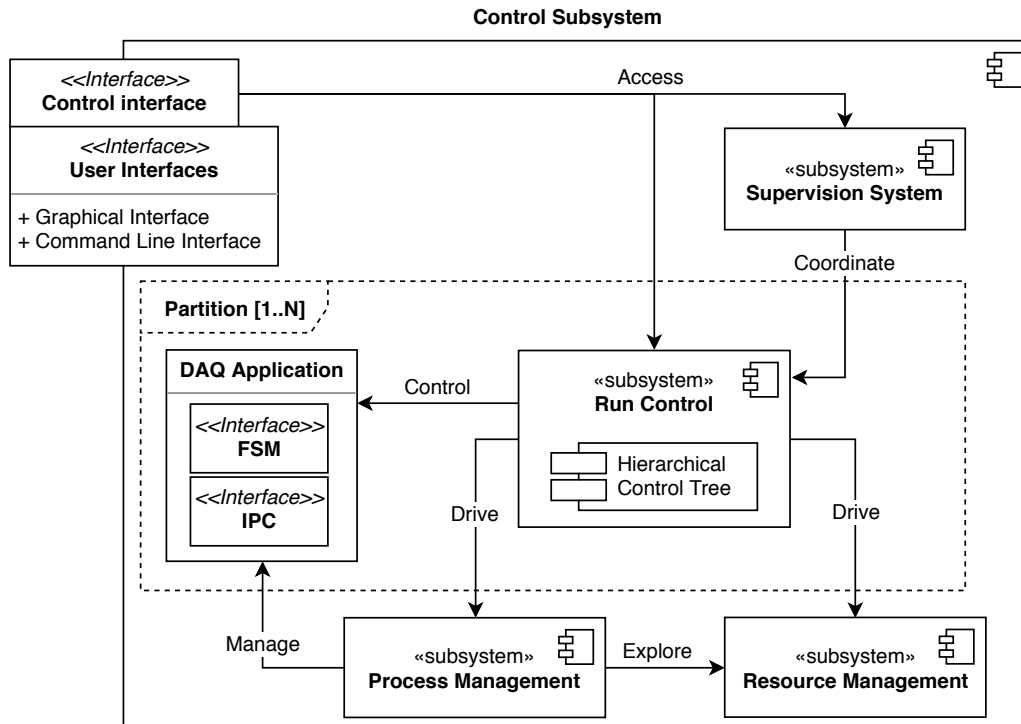 Control Subsystem
<<Interface>>
Control interface
Access
<<Interface>>
User Interfaces
+ Graphical Interface
+ Command Line Interface
«subsystem»
Supervision System
Coordinate
Partition [1..N]
DAQ Application
<<Interface>>
FSM
<<Interface>>
IPC
Control
«subsystem»
Run Control
Hierarchical
Control Tree
Drive
Drive
Manage
«subsystem»
Process Management
Explore
«subsystem»
Resource Management